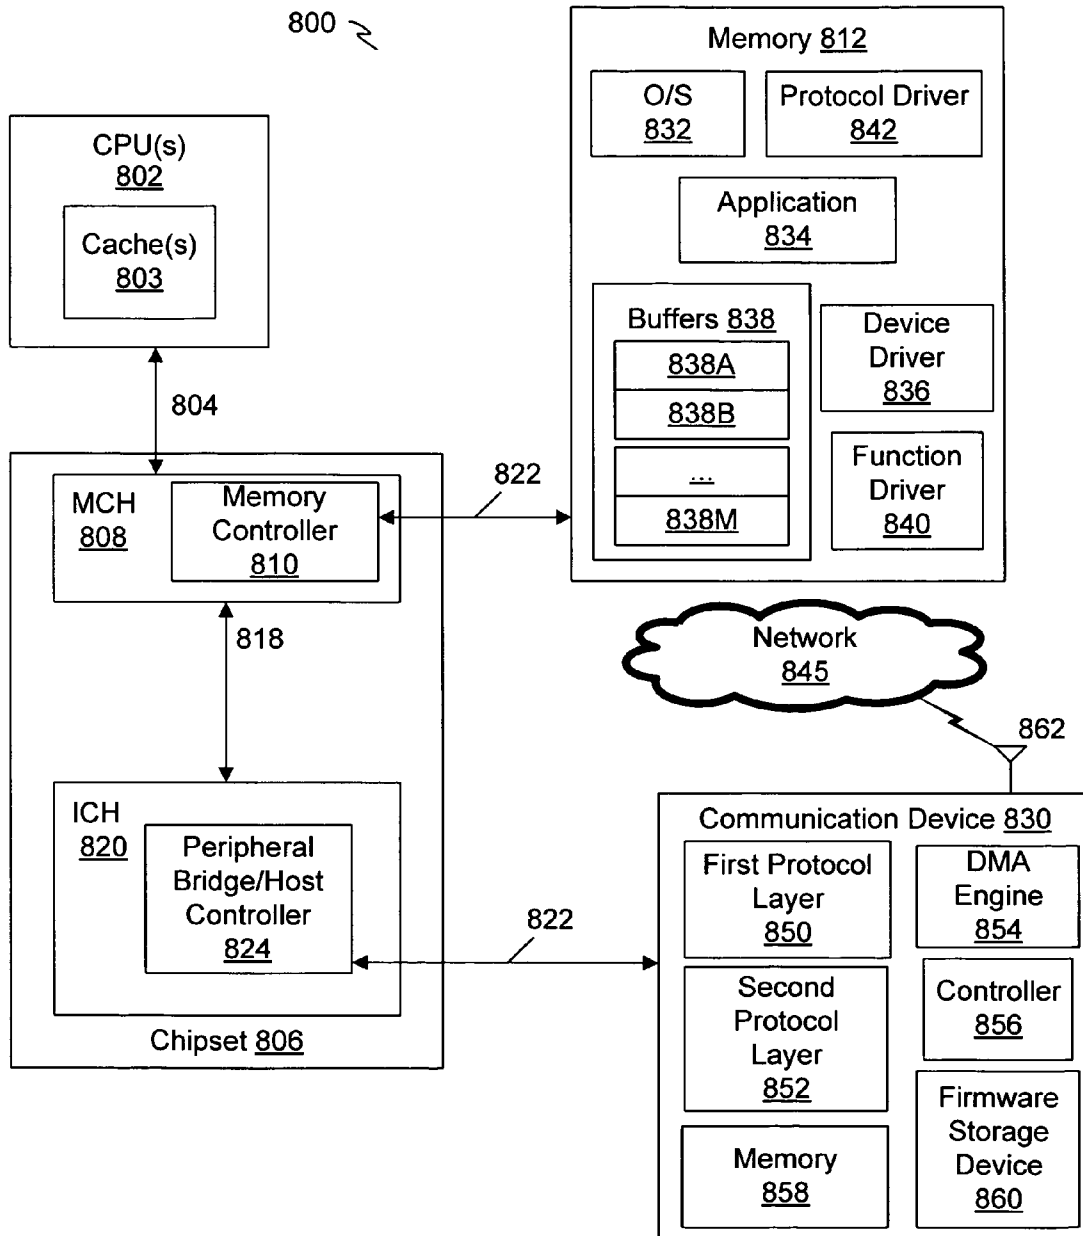 800
Memory 812
O/S
832
Protocol Driver
842
Application
834
Buffers 838
838A
838B
...
838M
Device
Driver
836
Function
Driver
840
CPU(s)
802
Cache(s)
803
804
MCH
808
Memory
Controller
810
822
818
Network
845
862
ICH
820
Peripheral
Bridge/Host
Controller
824
822
Chipset 806
Communication Device 830
First Protocol
Layer
850
DMA
Engine
854
Second
Protocol
Layer
852
Controller
856
Memory
858
Firmware
Storage
Device
860